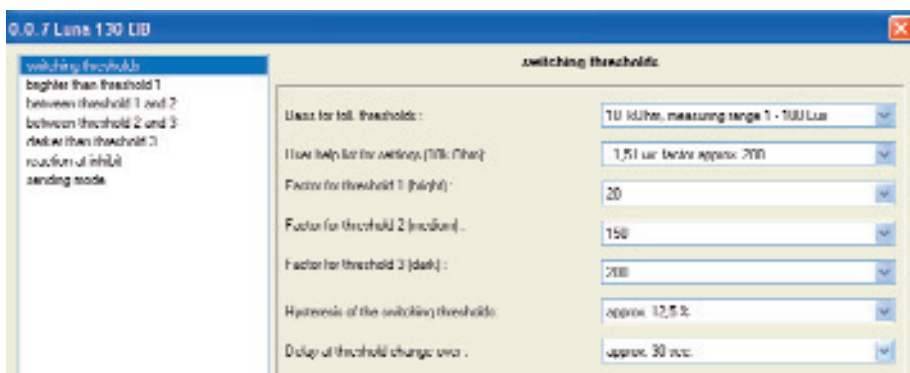 0.0.7 Luna 130 EIB
switching thresholds
brighter than threshold 1
between threshold 1 and 2
between threshold 2 and 3
darker than threshold 3
reaction at inhibit
sending mode
switching thresholds
Basis for foll. thresholds :
10 kOhm, measuring range 1 - 100 Lux
User help list for settings (10k Ohm):
1,5 Lux factor approx. 200
Factor for threshold 1 (bright) :
20
Factor for threshold 2 (medium) :
150
Factor for threshold 3 (dark) :
200
Hysteresis of the switching thresholds:
approx. 12,5 %
Delay at threshold change over :
approx. 30 sec.